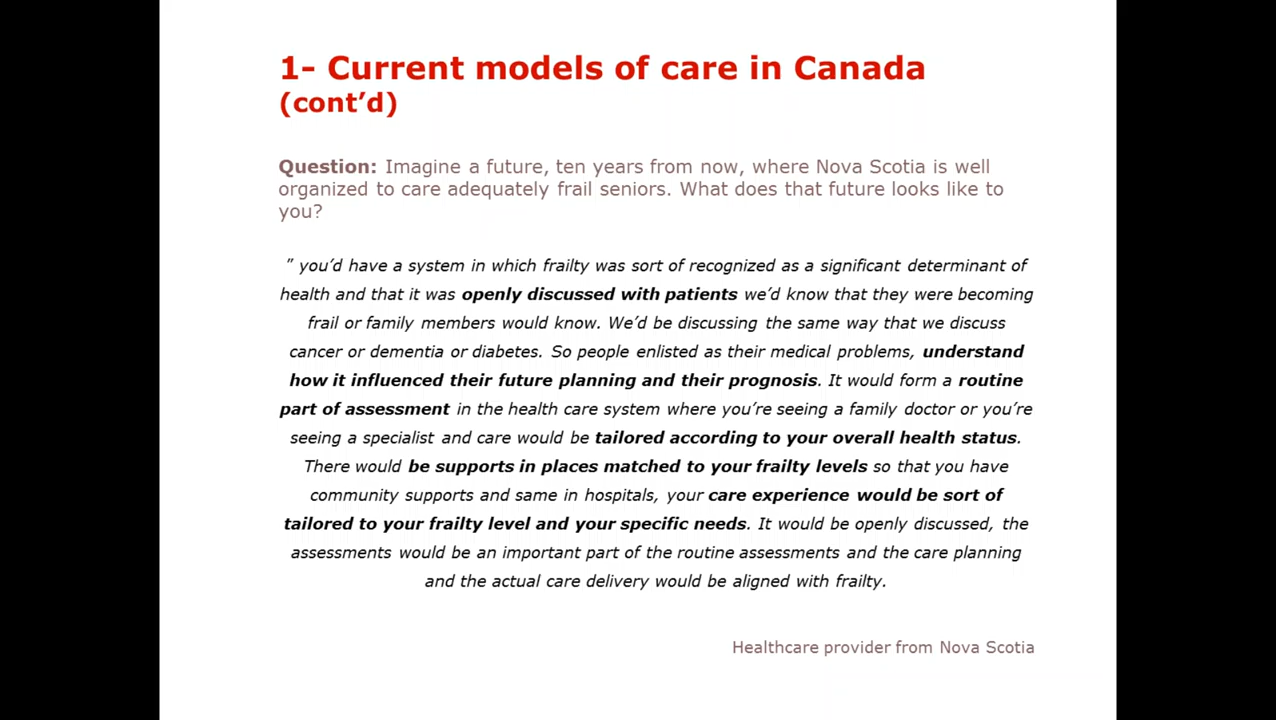 1- Current models of care in Canada
(cont’d)
Question: Imagine a future, ten years from now, where Nova Scotia is well
organized to care adequately frail seniors. What does that future looks like to
you?
” you’d have a system in which frailty was sort of recognized as a significant determinant of
health and that it was openly discussed with patients we’d know that they were becoming
frail or family members would know. We’d be discussing the same way that we discuss
cancer or dementia or diabetes. So people enlisted as their medical problems, understand
how it influenced their future planning and their prognosis. It would form a routine
part of assessment in the health care system where you’re seeing a family doctor or you’re
seeing a specialist and care would be tailored according to your overall health status.
There would be supports in places matched to your frailty levels so that you have
community supports and same in hospitals, your care experience would be sort of
tailored to your frailty level and your specific needs. It would be openly discussed, the
assessments would be an important part of the routine assessments and the care planning
and the actual care delivery would be aligned with frailty.
Healthcare provider from Nova Scotia